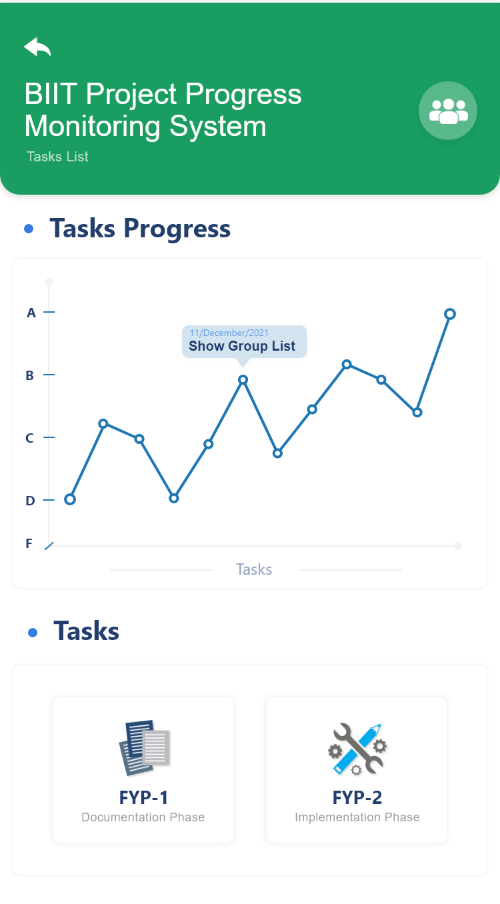 BIIT Project Progress
Monitoring System
Tasks List
Tasks Progress
A
11/December/2021
Show Group List
B
C
D
F
Tasks
Tasks
FYP-1
Documentation Phase
FYP-2
Implementation Phase